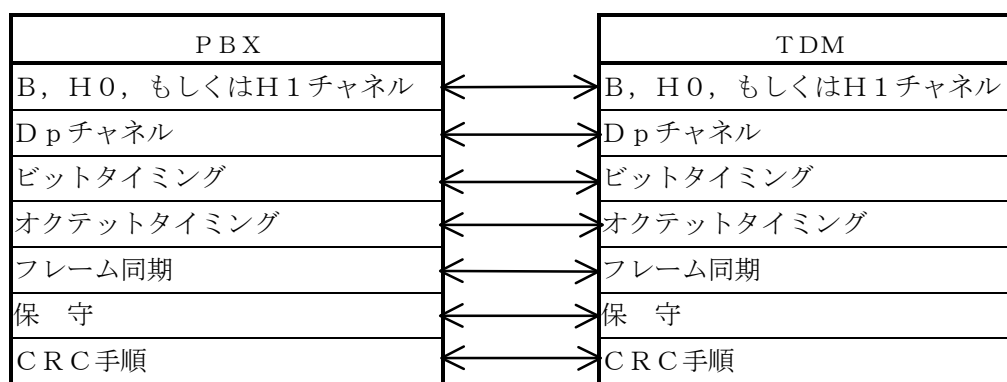 ＰＢＸ
Ｂ，Ｈ０，もしくはＨ１チャネル
Ｄｐチャネル
ビットタイミング
オクテットタイミング
フレーム同期
保　守
ＣＲＣ手順
ＴＤＭ
Ｂ，Ｈ０，もしくはＨ１チャネル
Ｄｐチャネル
ビットタイミング
オクテットタイミング
フレーム同期
保　守
ＣＲＣ手順